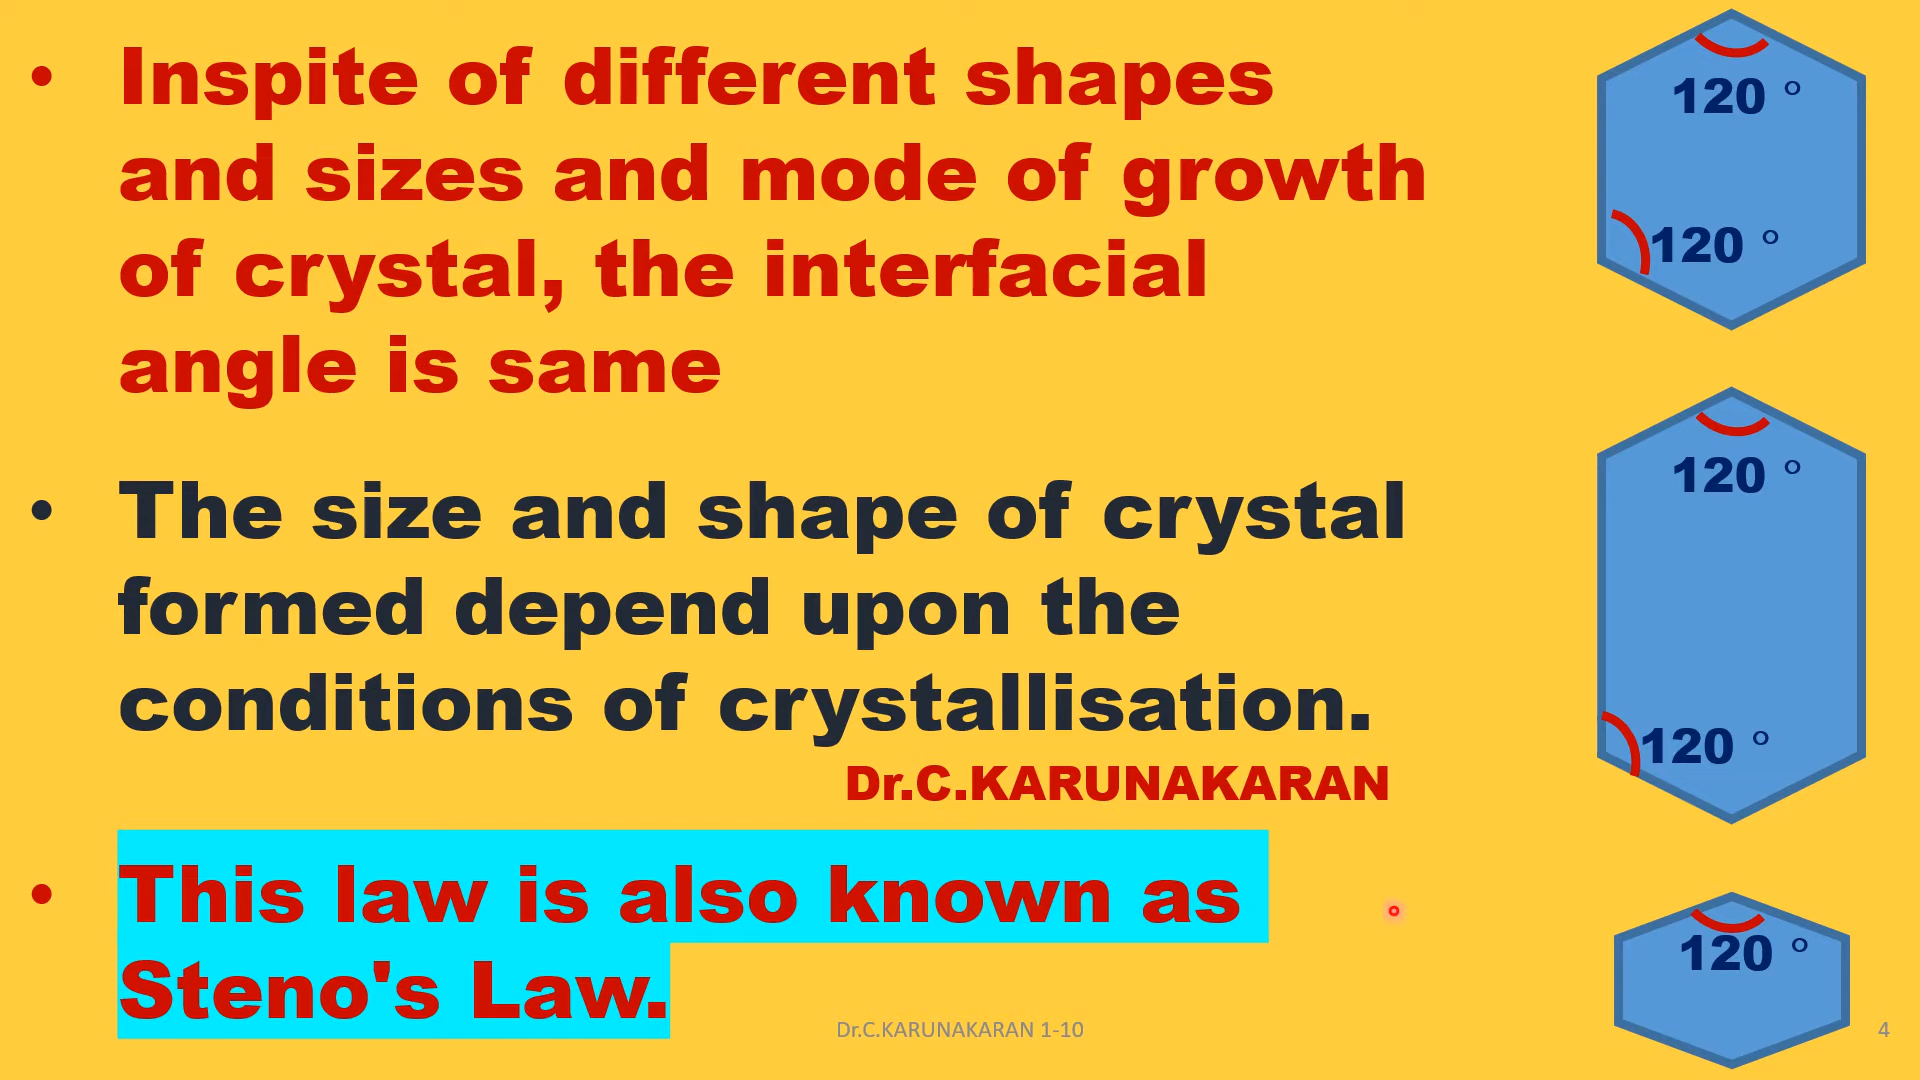 • Inspite of different shapes
and sizes and mode of growth
of crystal, the interfacial
angle is same
• The size and shape of crystal
formed depend upon the
conditions of crystallisation.
Dr.C.KARUNAKARAN
• This law is also known as
Steno's Law.
120 °
120 °
120 °
120 °
120 °
Dr.C.KARUNAKARAN 1-10
4